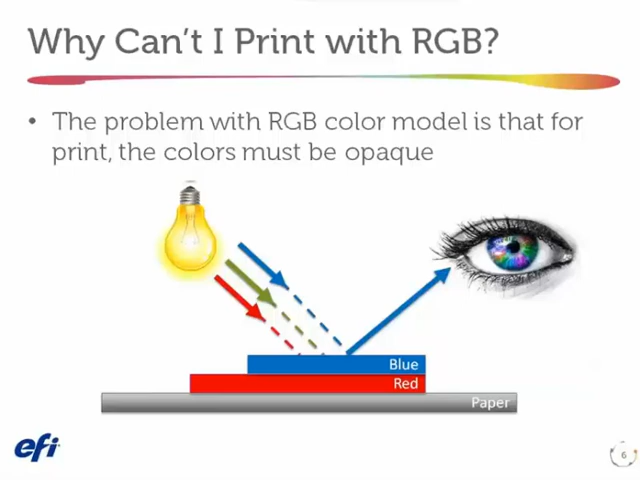 Why Can't I Print with RGB?
• The problem with RGB color model is that for
print, the colors must be opaque
Blue
Red
Paper
efi
6